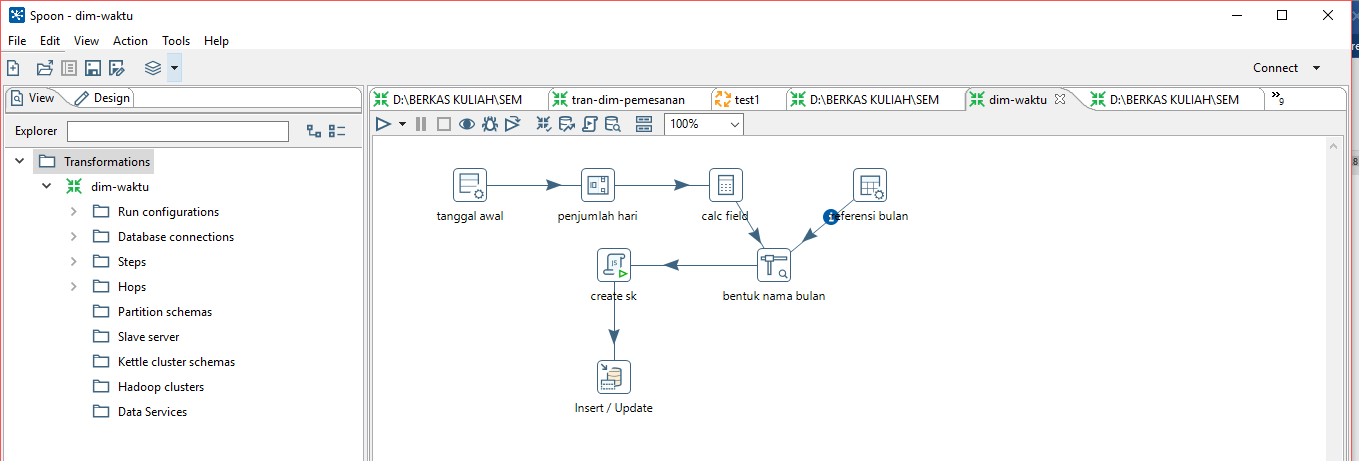 Spoon - dim-waktu
File Edit View Action Tools Help
Connect
View Design
D:\BERKAS KULIAH\SEM tran-dim-pemesanan test1 D:\BERKAS KULIAH\SEM dim-waktu D:\BERKAS KULIAH\SEM 9
Explorer
100%
Transformations
dim-waktu
Run configurations
Database connections
Steps
Hops
Partition schemas
Slave server
Kettle cluster schemas
Hadoop clusters
Data Services
tanggal awal penjumlah hari calc field referensi bulan
create sk bentuk nama bulan
Insert / Update